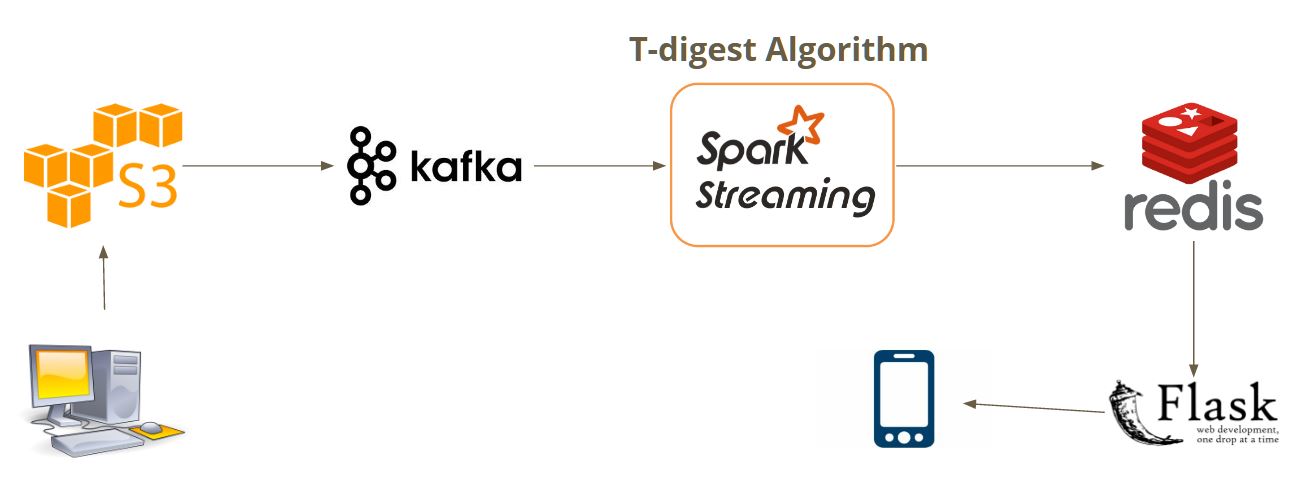 T-digest Algorithm
S3
kafka
Spark
Streaming
redis
Flask
web development,
one drop at a time